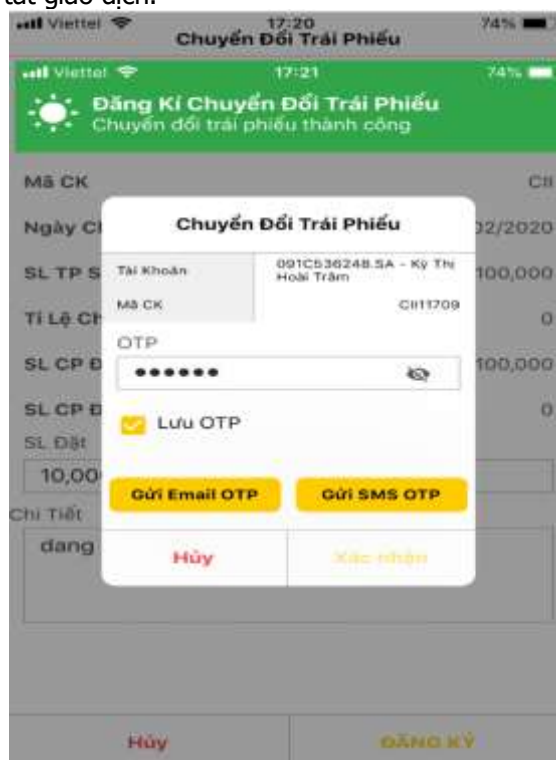 tất giao dịch.
Viettel 17:20 74%
Chuyển Đổi Trái Phiếu
Viettel 17:21 74%
Đăng Kí Chuyển Đổi Trái Phiếu
Chuyển đổi trái phiếu thành công
Mã CK CII
Ngày 02/2020
Chuyển Đổi Trái Phiếu
SL TP S 100,000
Tài Khoản 091C536248.SA - Kỳ Thị
Hoài Trâm
Mã CK CII11709
Tỉ Lệ 0
OTP
SL CP Đ 100,000
••••••
SL CP Đ 0
Lưu OTP
SL Đặt
10,00
Gửi Email OTP Gửi SMS OTP
Chi Tiết
dang
Hủy Xác nhận
Hủy ĐĂNG KÝ